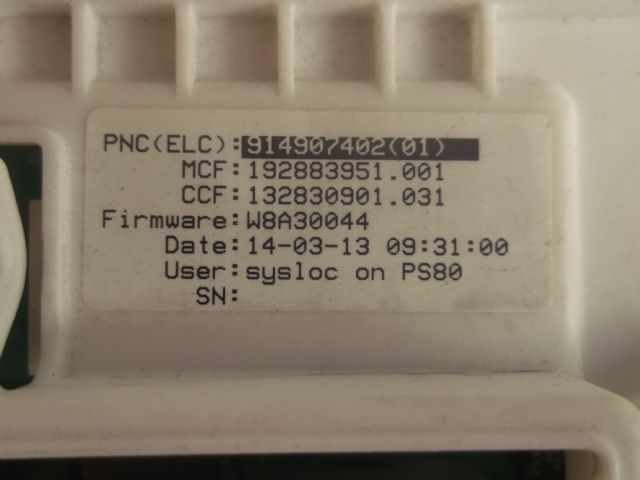 PNC(ELC):914907402(01)
MCF:192883951.001
CCF:132830901.031
Firmware:W8A30044
Date:14-03-13 09:31:00
User:sysloc on PS80
SN: